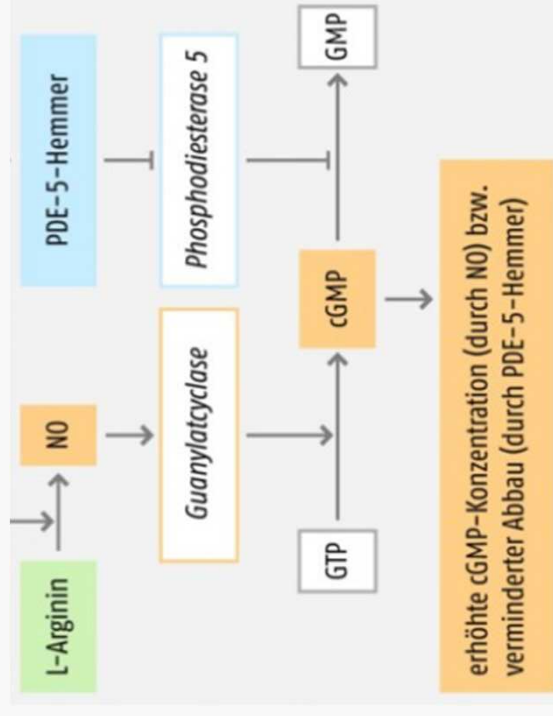 L-Arginin
NO
PDE-5-Hemmer
Guanylatcyclase
Phosphodiesterase 5
GTP
cGMP
GMP
erhöhte cGMP-Konzentration (durch NO) bzw.
verminderter Abbau (durch PDE-5-Hemmer)